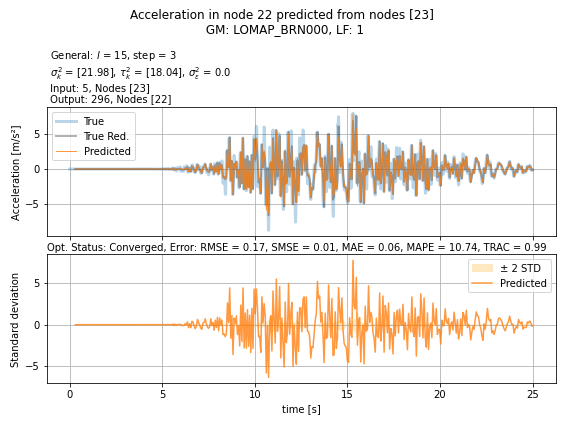 Acceleration in node 22 predicted from nodes [23]
GM: LOMAP_BRN000, LF: 1
General: l = 15, step = 3
σ²ₖ = [21.98], τ²ₖ = [18.04], σ²ε = 0.0
Input: 5, Nodes [23]
Output: 296, Nodes [22]
Acceleration [m/s²]
5
0
−5
True
True Red.
Predicted
Opt. Status: Converged, Error: RMSE = 0.17, SMSE = 0.01, MAE = 0.06, MAPE = 10.74, TRAC = 0.99
Standard deviation
5
0
−5
± 2 STD
Predicted
0 5 10 15 20 25
time [s]